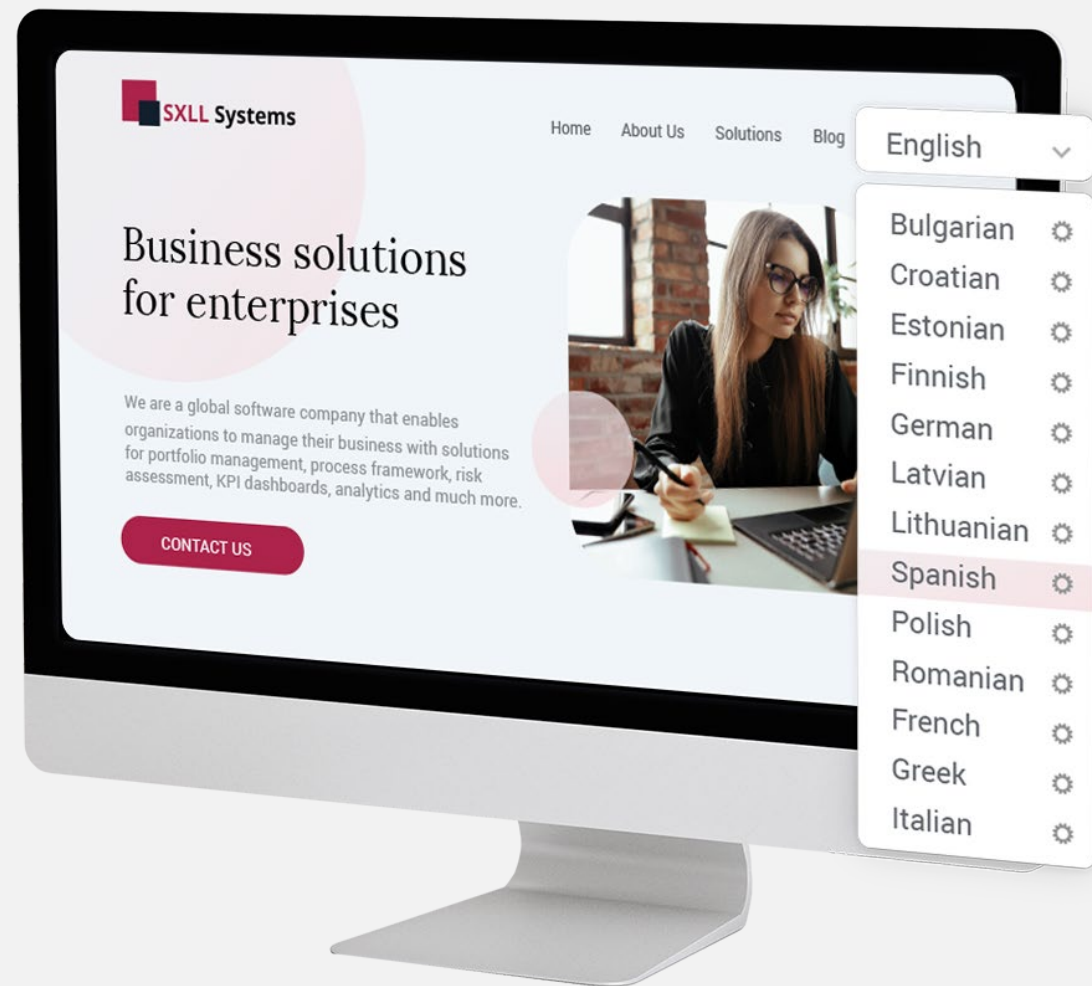 SXLL Systems
Home About Us Solutions Blog
English
Business solutions
for enterprises
We are a global software company that enables
organizations to manage their business with solutions
for portfolio management, process framework, risk
assessment, KPI dashboards, analytics and much more.
CONTACT US
Bulgarian
Croatian
Estonian
Finnish
German
Latvian
Lithuanian
Spanish
Polish
Romanian
French
Greek
Italian